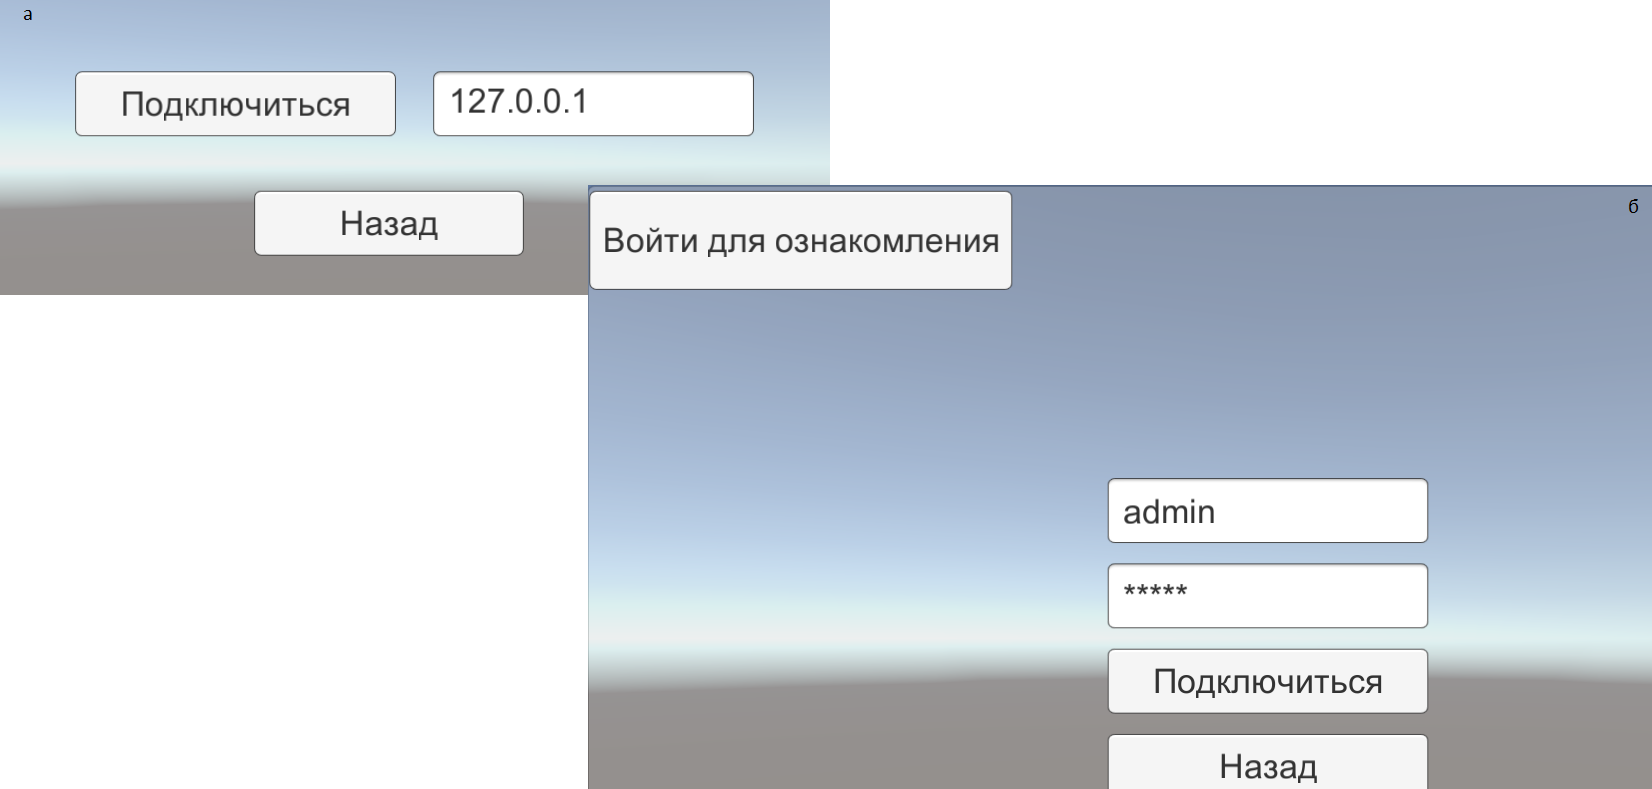 а
Подключиться
127.0.0.1
Назад
б
Войти для ознакомления
admin
*****
Подключиться
Назад